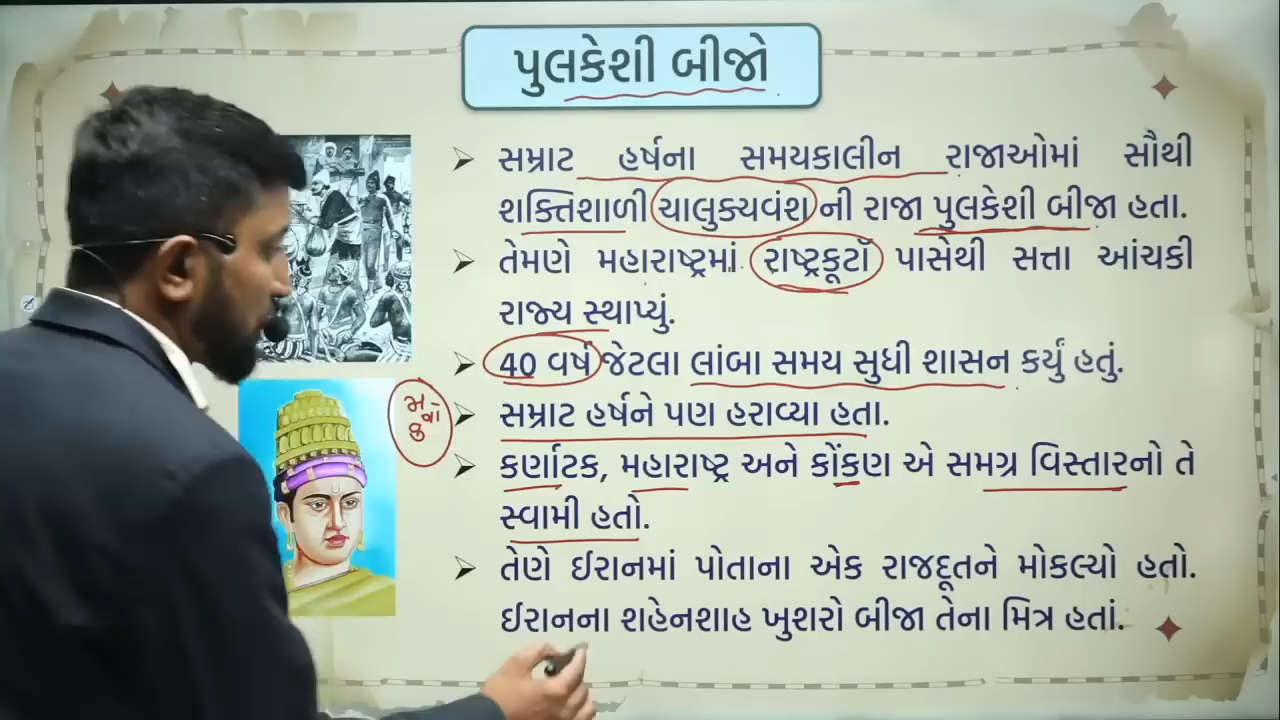 પુલકેશી બીજો
સમ્રાટ હર્ષના સમયકાલીન રાજાઓમાં સૌથી
શક્તિશાળી ચાલુક્યવંશ ની રાજા પુલકેશી બીજા હતા.
તેમણે મહારાષ્ટ્રમાં રાષ્ટ્રકૂટૉ પાસેથી સત્તા આંચકી
રાજ્ય સ્થાપ્યું.
40 વર્ષ જેટલા લાંબા સમય સુધી શાસન કર્યું હતું.
સમ્રાટ હર્ષને પણ હરાવ્યા હતા.
કર્ણાટક, મહારાષ્ટ્ર અને કોંકણ એ સમગ્ર વિસ્તારનો તે
સ્વામી હતો.
તેણે ઈરાનમાં પોતાના એક રાજદૂતને મોકલ્યો હતો.
ઈરાનના શહેનશાહ ખુશરો બીજા તેના મિત્ર હતાં.